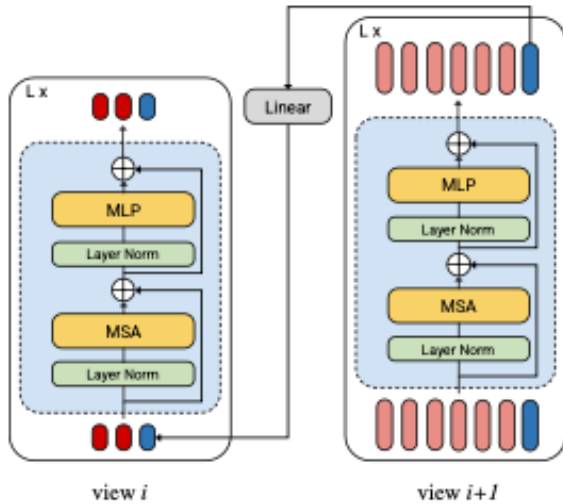 L x
MLP
Layer Norm
MSA
Layer Norm
view i
Linear
L x
MLP
Layer Norm
MSA
Layer Norm
view i+1